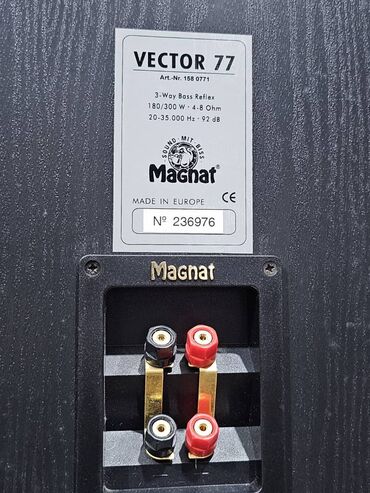 VECTOR 77
Art.-Nr. 158 0771
3-Way Bass Reflex
180/300 W · 4-8 Ohm
20-35.000 Hz · 92 dB
SOUND · MIT · BISS
Magnat®
MADE IN EUROPE CE
Nº 236976
Magnat